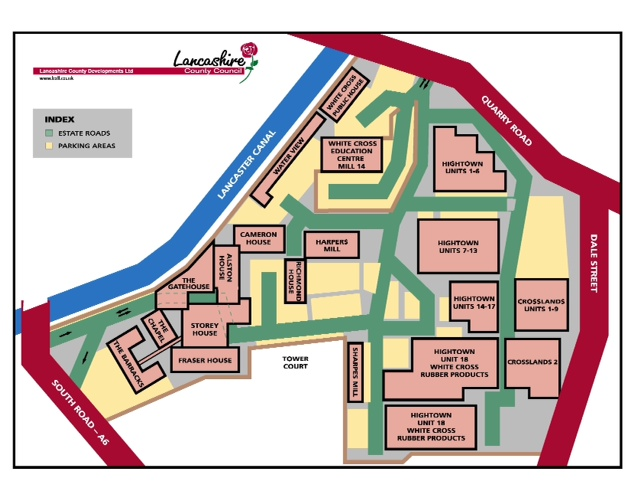 Lancashire
County Council
Lancashire County Developments Ltd
www.lcdl.co.uk
INDEX
ESTATE ROADS
PARKING AREAS
LANCASTER CANAL
QUARRY ROAD
DALE STREET
SOUTH ROAD – A6
WHITE CROSS
PUBLIC HOUSE
WATER VIEW
WHITE CROSS
EDUCATION
CENTRE
MILL 14
HIGHTOWN
UNITS 1-6
CAMERON
HOUSE
HARPERS
MILL
HIGHTOWN
UNITS 7-13
ALSTON
HOUSE
RICHMOND
HOUSE
THE
GATEHOUSE
HIGHTOWN
UNITS 14-17
CROSSLANDS
UNITS 1-9
THE
CHAPEL
STOREY
HOUSE
THE BARRACKS
FRASER HOUSE
TOWER
COURT
SHARPES MILL
HIGHTOWN
UNIT 18
WHITE CROSS
RUBBER PRODUCTS
CROSSLANDS 2
HIGHTOWN
UNIT 18
WHITE CROSS
RUBBER PRODUCTS